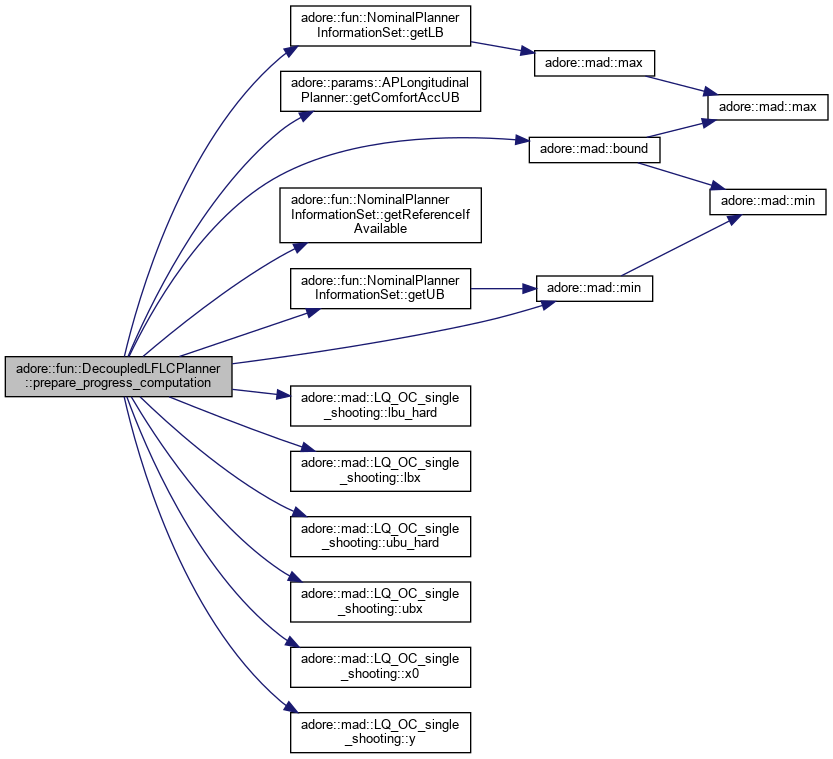 adore::fun::NominalPlanner
InformationSet::getLB
adore::mad::max
adore::params::APLongitudinal
Planner::getComfortAccUB
adore::mad::max
adore::mad::bound
adore::fun::NominalPlanner
InformationSet::getReferenceIf
Available
adore::mad::min
adore::fun::NominalPlanner
InformationSet::getUB
adore::mad::min
adore::fun::DecoupledLFLCPlanner
::prepare_progress_computation
adore::mad::LQ_OC_single
_shooting::lbu_hard
adore::mad::LQ_OC_single
_shooting::lbx
adore::mad::LQ_OC_single
_shooting::ubu_hard
adore::mad::LQ_OC_single
_shooting::ubx
adore::mad::LQ_OC_single
_shooting::x0
adore::mad::LQ_OC_single
_shooting::y